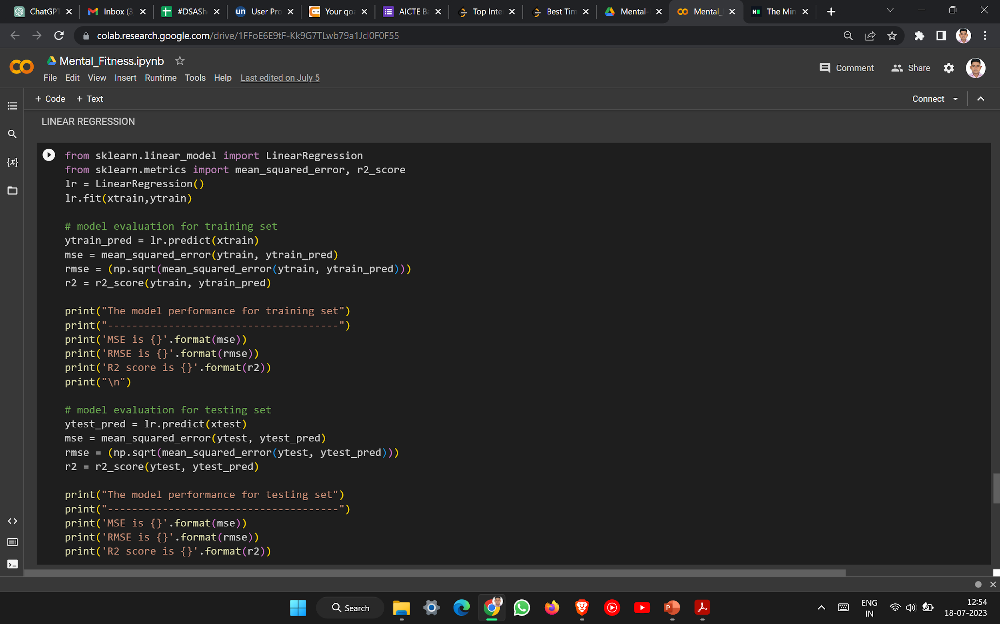 ChatGPT
Inbox (3,
#DSASh
un User Pro
Your goa
AICTE Ba
Top Inte
Best Tim
Mental-
Mental_
The Min
colab.research.google.com/drive/1FFoE6E9tF-Kk9G7TLwb79a1Jcl0F0F55
Mental_Fitness.ipynb
Comment
Share
File Edit View Insert Runtime Tools Help Last edited on July 5
+ Code + Text
Connect
LINEAR REGRESSION
{x}
from sklearn.linear_model import LinearRegression
from sklearn.metrics import mean_squared_error, r2_score
lr = LinearRegression()
lr.fit(xtrain,ytrain)
# model evaluation for training set
ytrain_pred = lr.predict(xtrain)
mse = mean_squared_error(ytrain, ytrain_pred)
rmse = (np.sqrt(mean_squared_error(ytrain, ytrain_pred)))
r2 = r2_score(ytrain, ytrain_pred)
print("The model performance for training set")
print("--------------------------------------")
print('MSE is {}'.format(mse))
print('RMSE is {}'.format(rmse))
print('R2 score is {}'.format(r2))
print("\n")
# model evaluation for testing set
ytest_pred = lr.predict(xtest)
mse = mean_squared_error(ytest, ytest_pred)
rmse = (np.sqrt(mean_squared_error(ytest, ytest_pred)))
r2 = r2_score(ytest, ytest_pred)
print("The model performance for testing set")
print("--------------------------------------")
print('MSE is {}'.format(mse))
print('RMSE is {}'.format(rmse))
print('R2 score is {}'.format(r2))
Search
ENG
IN
12:54
18-07-2023